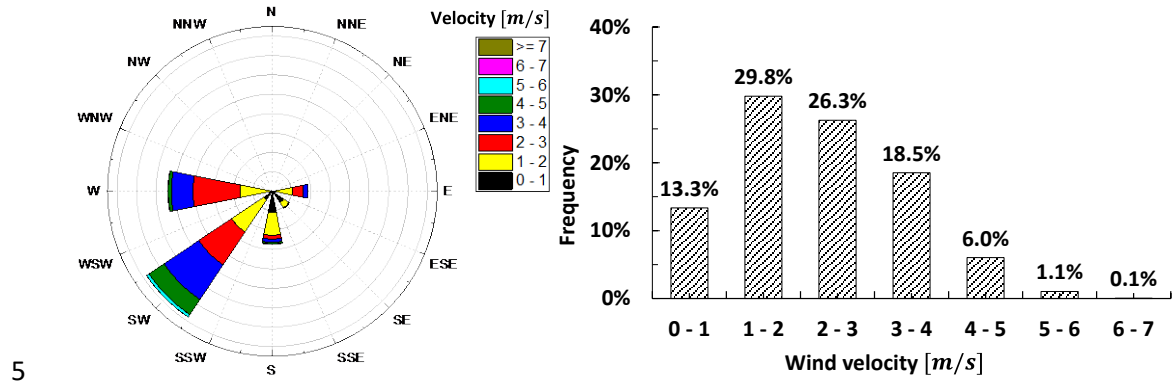 N
NNE
NE
ENE
E
ESE
SE
SSE
S
SSW
SW
WSW
W
WNW
NW
NNW
Velocity [m/s]
>= 7
6 - 7
5 - 6
4 - 5
3 - 4
2 - 3
1 - 2
0 - 1
Frequency
40%
30%
20%
10%
0%
13.3%
29.8%
26.3%
18.5%
6.0%
1.1%
0.1%
0 - 1
1 - 2
2 - 3
3 - 4
4 - 5
5 - 6
6 - 7
Wind velocity [m/s]
5